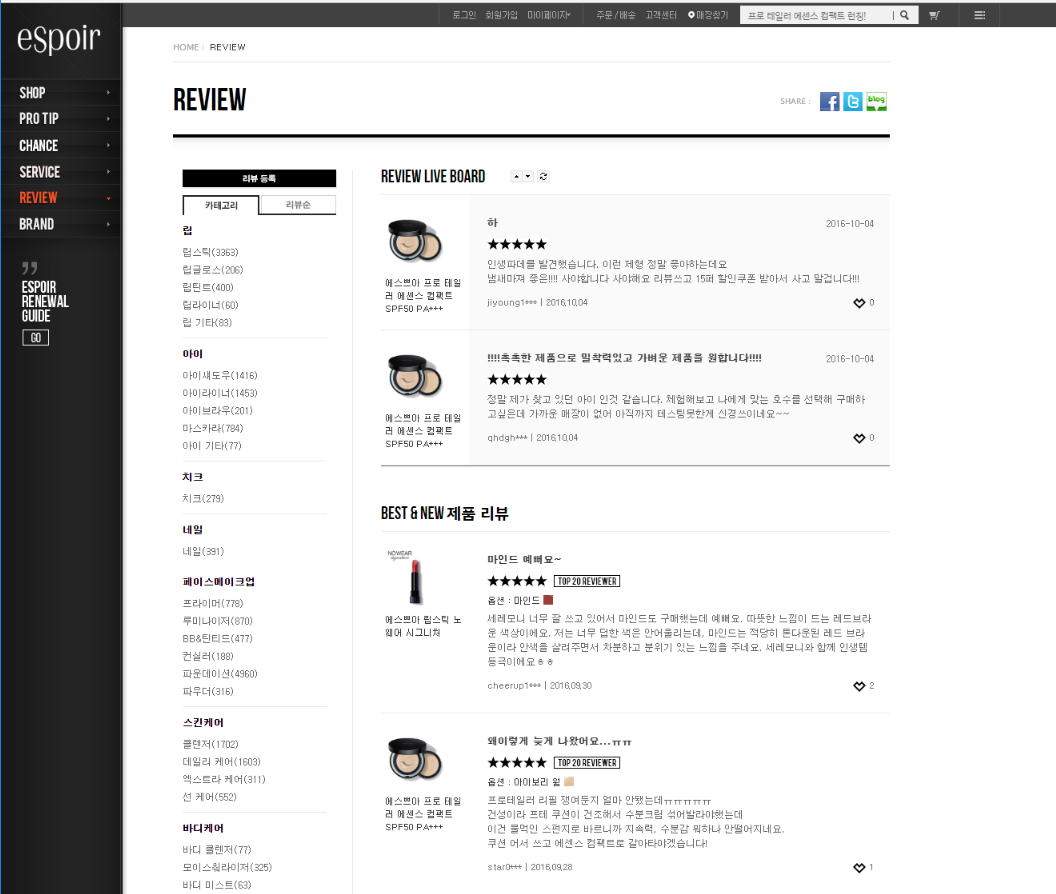 로그인 회원가입 마이페이지 주문/배송 고객센터 매장찾기 프로 테일러 에센스 컴팩트 런칭!
eSpoir
SHOP
PRO TIP
CHANCE
SERVICE
REVIEW
BRAND
ESPOIR
RENEWAL
GUIDE
GO
HOME REVIEW
REVIEW
SHARE :
blog
리뷰 등록
카테고리 리뷰순
립
립스틱(3363)
립글로스(206)
립틴트(400)
립라이너(60)
립 기타(83)
아이
아이섀도우(1416)
아이라이너(1453)
아이브라우(201)
마스카라(784)
아이 기타(77)
치크
치크(279)
네일
네일(391)
페이스메이크업
프라이머(778)
루미나이저(870)
BB&틴티드(477)
컨실러(188)
파운데이션(4960)
파우더(316)
스킨케어
클렌저(1702)
데일리 케어(1603)
엑스트라 케어(311)
선 케어(552)
바디케어
바디 클렌저(77)
모이스춰라이저(325)
바디 미스트(63)
REVIEW LIVE BOARD
에쓰쁘아 프로 테일
러 에센스 컴팩트
SPF50 PA+++
하 2016-10-04
★★★★★
인생파데를 발견했습니다. 이런 제형 정말 좋아하는데요
냄새마져 좋은!!!! 사야합니다 사야해요 리뷰쓰고 15퍼 할인쿠폰 받아서 사고 말겁니다!!!
jiyoung1*** | 2016.10.04 0
에쓰쁘아 프로 테일
러 에센스 컴팩트
SPF50 PA+++
!!!!촉촉한 제품으로 밀착력있고 가벼운 제품을 원합니다!!!! 2016-10-04
★★★★★
정말 제가 찾고 있던 아이 인것 같습니다. 체험해보고 나에게 맞는 호수를 선택해 구매하
고싶은데 가까운 매장이 없어 아직까지 테스팅못한게 신경쓰이네요~~
qhdgh*** | 2016.10.04 0
BEST & NEW 제품 리뷰
NOWEAR
signature
에스쁘아 립스틱 노
웨어 시그니처
마인드 예뻐요~
★★★★★ TOP 20 REVIEWER
옵션 : 마인드
세레모니 너무 잘 쓰고 있어서 마인드도 구매했는데 예뻐요. 따뜻한 느낌이 드는 레드브라
운 색상이에요. 저는 너무 딥한 색은 안어울리는데, 마인드는 적당히 톤다운된 레드 브라
운이라 안색을 살려주면서 차분하고 분위기 있는 느낌을 주네요. 세레모니와 함께 인생템
등극이에요ㅎㅎ
cheerup1*** | 2016.09.30 2
에쓰쁘아 프로 테일
러 에센스 컴팩트
SPF50 PA+++
왜이렇게 늦게 나왔어요...ㅠㅠ
★★★★★ TOP 20 REVIEWER
옵션 : 아이보리 웜
프로테일러 리필 쟁여둔지 얼마 안됐는데ㅠㅠㅠㅠㅠ
건성이라 프테 쿠션이 건조해서 수분크림 섞어발라야했는데
이건 물먹인 스펀지로 바르니까 지속력, 수분감 뭐하나 안떨어지네요.
쿠션 어서 쓰고 에센스 컴팩트로 갈아타야겠습니다!
star0*** | 2016.09.28 1